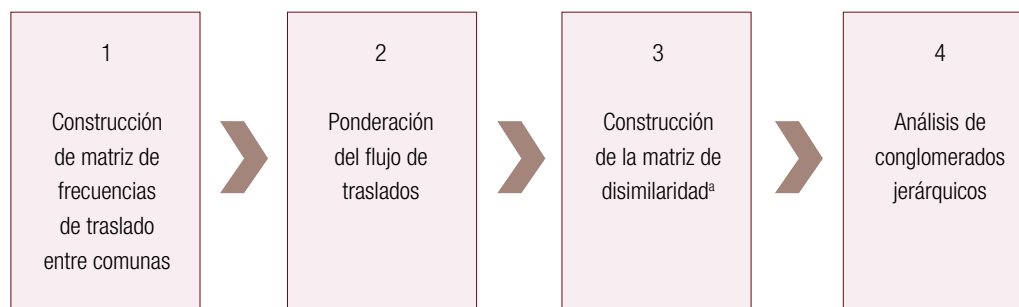 1
Construcción
de matriz de
frecuencias
de traslado
entre comunas
2
Ponderación
del flujo de
traslados
3
Construcción
de la matriz de
disimilaridadᵃ
4
Análisis de
conglomerados
jerárquicos